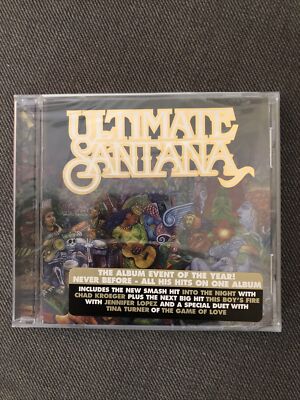 ULTIMATE
SANTANA
THE ALBUM EVENT OF THE YEAR!
NEVER BEFORE - ALL HIS HITS ON ONE ALBUM
INCLUDES THE NEW SMASH HIT INTO THE NIGHT WITH
CHAD KROEGER PLUS THE NEXT BIG HIT THIS BOY'S FIRE
WITH JENNIFER LOPEZ AND A SPECIAL DUET WITH
TINA TURNER OF THE GAME OF LOVE